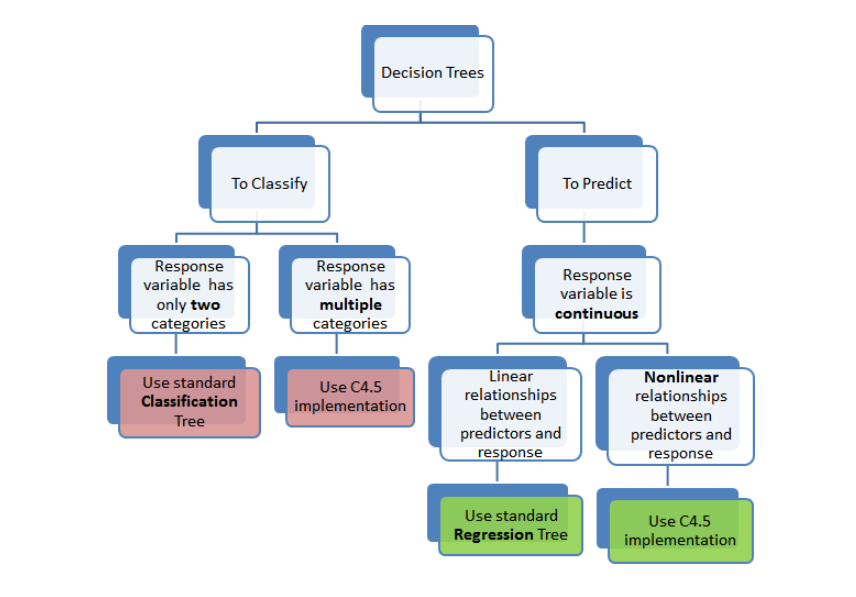 Decision Trees
To Classify
To Predict
Response
variable has
only two
categories
Response
variable has
multiple
categories
Response
variable is
continuous
Use standard
Classification
Tree
Use C4.5
implementation
Linear
relationships
between
predictors and
response
Nonlinear
relationships
between
predictors and
response
Use standard
Regression Tree
Use C4.5
implementation